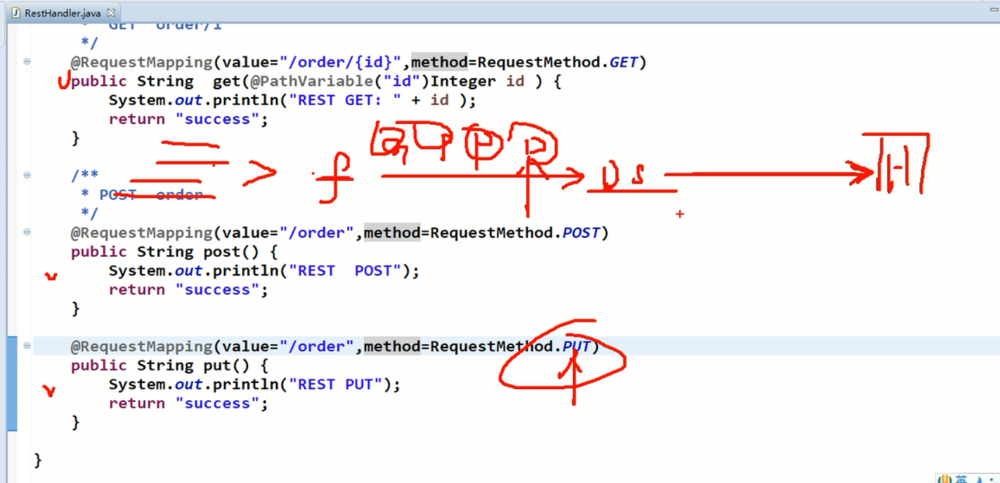 RestHandler.java
* GET order/1
*/
@RequestMapping(value="/order/{id}",method=RequestMethod.GET)
public String  get(@PathVariable("id")Integer id ) {
System.out.println("REST GET: " + id );
return "success";
}
/**
* POST  order
*/
@RequestMapping(value="/order",method=RequestMethod.POST)
public String post() {
System.out.println("REST  POST");
return "success";
}
@RequestMapping(value="/order",method=RequestMethod.PUT)
public String put() {
System.out.println("REST PUT");
return "success";
}
}
f
P
DS
H
英